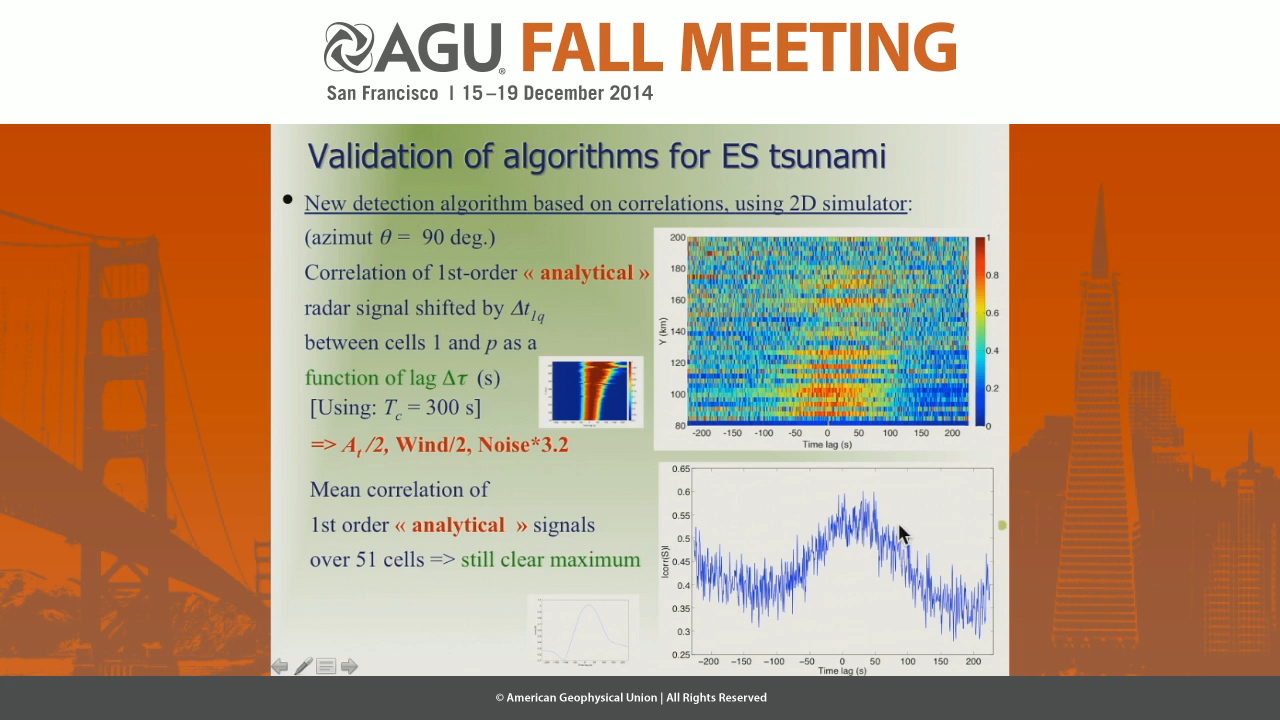 AGU FALL MEETING
San Francisco | 15–19 December 2014
Validation of algorithms for ES tsunami
• New detection algorithm based on correlations, using 2D simulator:
(azimut θ = 90 deg.)
Correlation of 1st-order « analytical »
radar signal shifted by Δt1q
between cells 1 and p as a
function of lag Δτ (s)
[Using: Tc = 300 s]
=> At /2, Wind/2, Noise*3.2
Mean correlation of
1st order « analytical » signals
over 51 cells => still clear maximum
200
180
160
140
120
100
80
Y (km)
-200 -150 -100 -50 0 50 100 150 200
Time lag (s)
1
0.8
0.6
0.4
0.2
0
0.65
0.6
0.55
0.5
0.45
0.4
0.35
0.3
0.25
|corr(S)|
−200 −150 −100 −50 0 50 100 150 200
Time lag (s)
© American Geophysical Union | All Rights Reserved